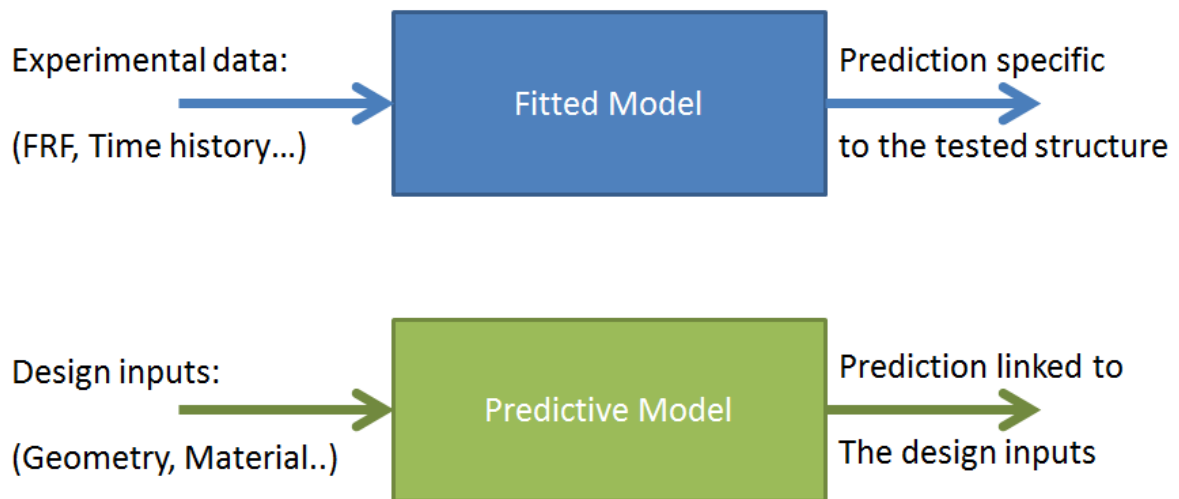 Experimental data:
(FRF, Time history...)
Fitted Model
Prediction specific
to the tested structure
Design inputs:
(Geometry, Material..)
Predictive Model
Prediction linked to
The design inputs